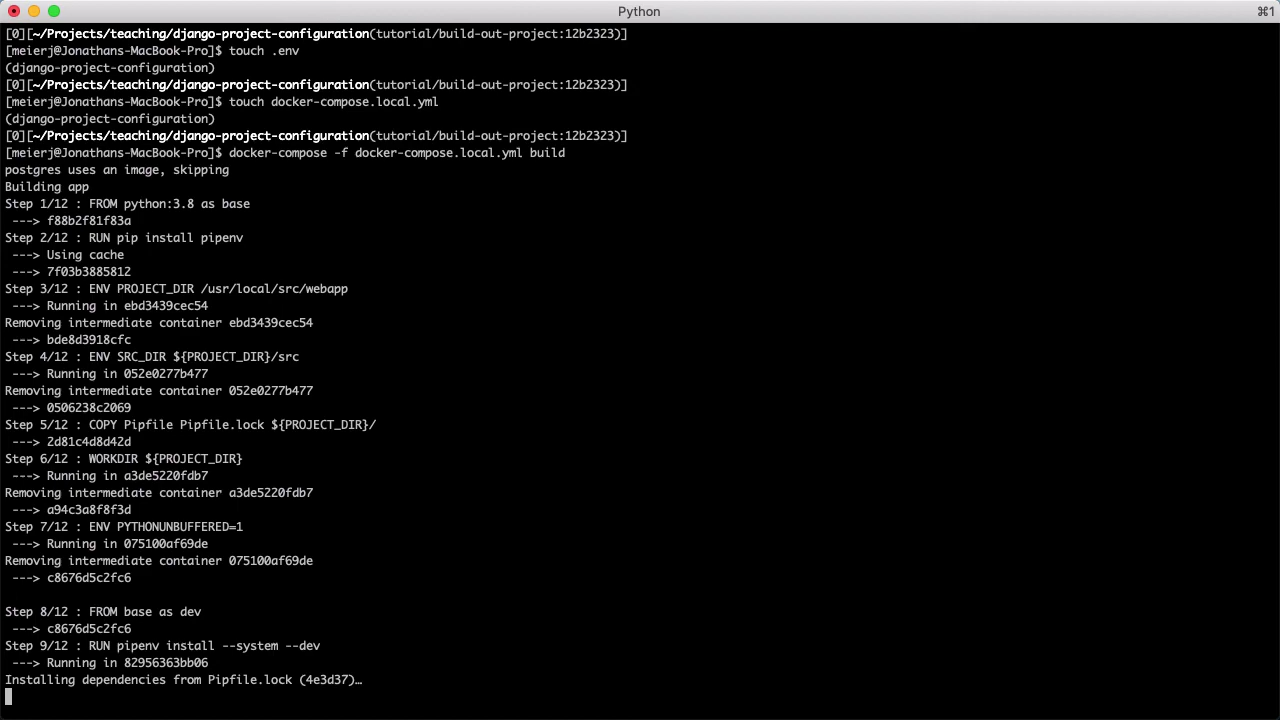 Python
⌘1
[0][~/Projects/teaching/django-project-configuration(tutorial/build-out-project:12b2323)]
[meierj@Jonathans-MacBook-Pro]$ touch .env
(django-project-configuration)
[0][~/Projects/teaching/django-project-configuration(tutorial/build-out-project:12b2323)]
[meierj@Jonathans-MacBook-Pro]$ touch docker-compose.local.yml
(django-project-configuration)
[0][~/Projects/teaching/django-project-configuration(tutorial/build-out-project:12b2323)]
[meierj@Jonathans-MacBook-Pro]$ docker-compose -f docker-compose.local.yml build
postgres uses an image, skipping
Building app
Step 1/12 : FROM python:3.8 as base
 ---> f88b2f81f83a
Step 2/12 : RUN pip install pipenv
 ---> Using cache
 ---> 7f03b3885812
Step 3/12 : ENV PROJECT_DIR /usr/local/src/webapp
 ---> Running in ebd3439cec54
Removing intermediate container ebd3439cec54
 ---> bde8d3918cfc
Step 4/12 : ENV SRC_DIR ${PROJECT_DIR}/src
 ---> Running in 052e0277b477
Removing intermediate container 052e0277b477
 ---> 0506238c2069
Step 5/12 : COPY Pipfile Pipfile.lock ${PROJECT_DIR}/
 ---> 2d81c4d8d42d
Step 6/12 : WORKDIR ${PROJECT_DIR}
 ---> Running in a3de5220fdb7
Removing intermediate container a3de5220fdb7
 ---> a94c3a8f8f3d
Step 7/12 : ENV PYTHONUNBUFFERED=1
 ---> Running in 075100af69de
Removing intermediate container 075100af69de
 ---> c8676d5c2fc6
Step 8/12 : FROM base as dev
 ---> c8676d5c2fc6
Step 9/12 : RUN pipenv install --system --dev
 ---> Running in 82956363bb06
Installing dependencies from Pipfile.lock (4e3d37)…